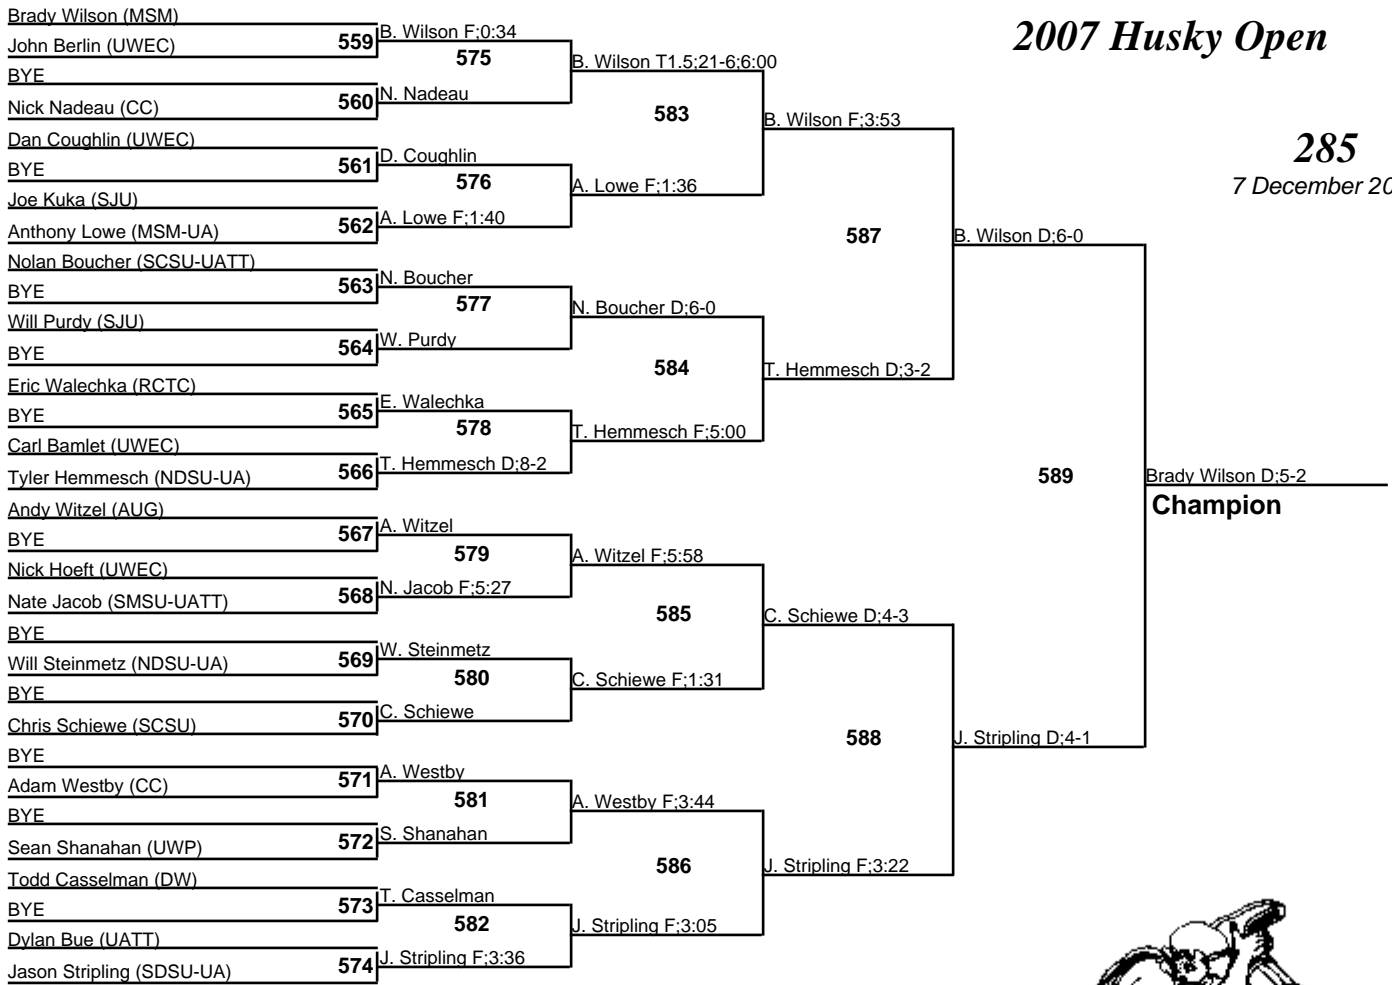 2007 Husky Open
285
7 December 20
Brady Wilson (MSM)
John Berlin (UWEC)
BYE
Nick Nadeau (CC)
Dan Coughlin (UWEC)
BYE
Joe Kuka (SJU)
Anthony Lowe (MSM-UA)
Nolan Boucher (SCSU-UATT)
BYE
Will Purdy (SJU)
BYE
Eric Walechka (RCTC)
BYE
Carl Bamlet (UWEC)
Tyler Hemmesch (NDSU-UA)
Andy Witzel (AUG)
BYE
Nick Hoeft (UWEC)
Nate Jacob (SMSU-UATT)
BYE
Will Steinmetz (NDSU-UA)
BYE
Chris Schiewe (SCSU)
BYE
Adam Westby (CC)
BYE
Sean Shanahan (UWP)
Todd Casselman (DW)
BYE
Dylan Bue (UATT)
Jason Stripling (SDSU-UA)
559
560
561
562
563
564
565
566
567
568
569
570
571
572
573
574
B. Wilson F;0:34
N. Nadeau
D. Coughlin
A. Lowe F;1:40
N. Boucher
W. Purdy
E. Walechka
T. Hemmesch D;8-2
A. Witzel
N. Jacob F;5:27
W. Steinmetz
C. Schiewe
A. Westby
S. Shanahan
T. Casselman
J. Stripling F;3:36
575
576
577
578
579
580
581
582
B. Wilson T1.5;21-6;6:00
A. Lowe F;1:36
N. Boucher D;6-0
T. Hemmesch F;5:00
A. Witzel F;5:58
C. Schiewe F;1:31
A. Westby F;3:44
J. Stripling F;3:05
583
584
585
586
B. Wilson F;3:53
T. Hemmesch D;3-2
C. Schiewe D;4-3
J. Stripling F;3:22
587
588
B. Wilson D;6-0
J. Stripling D;4-1
589
Brady Wilson D;5-2
Champion